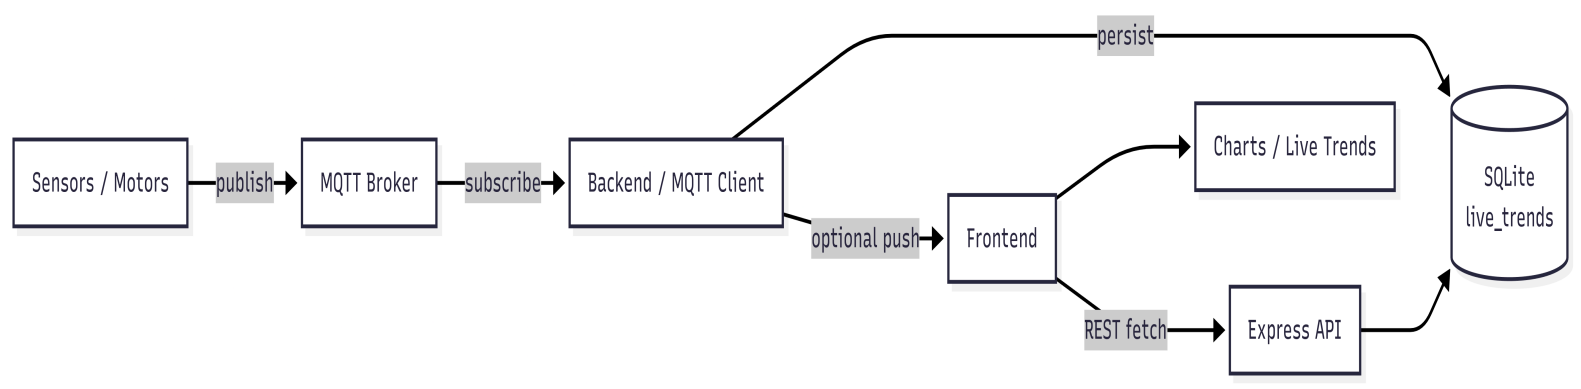 persist
Sensors / Motors
publish
MQTT Broker
subscribe
Backend / MQTT Client
optional push
Frontend
Charts / Live Trends
REST fetch
Express API
SQLite
live_trends